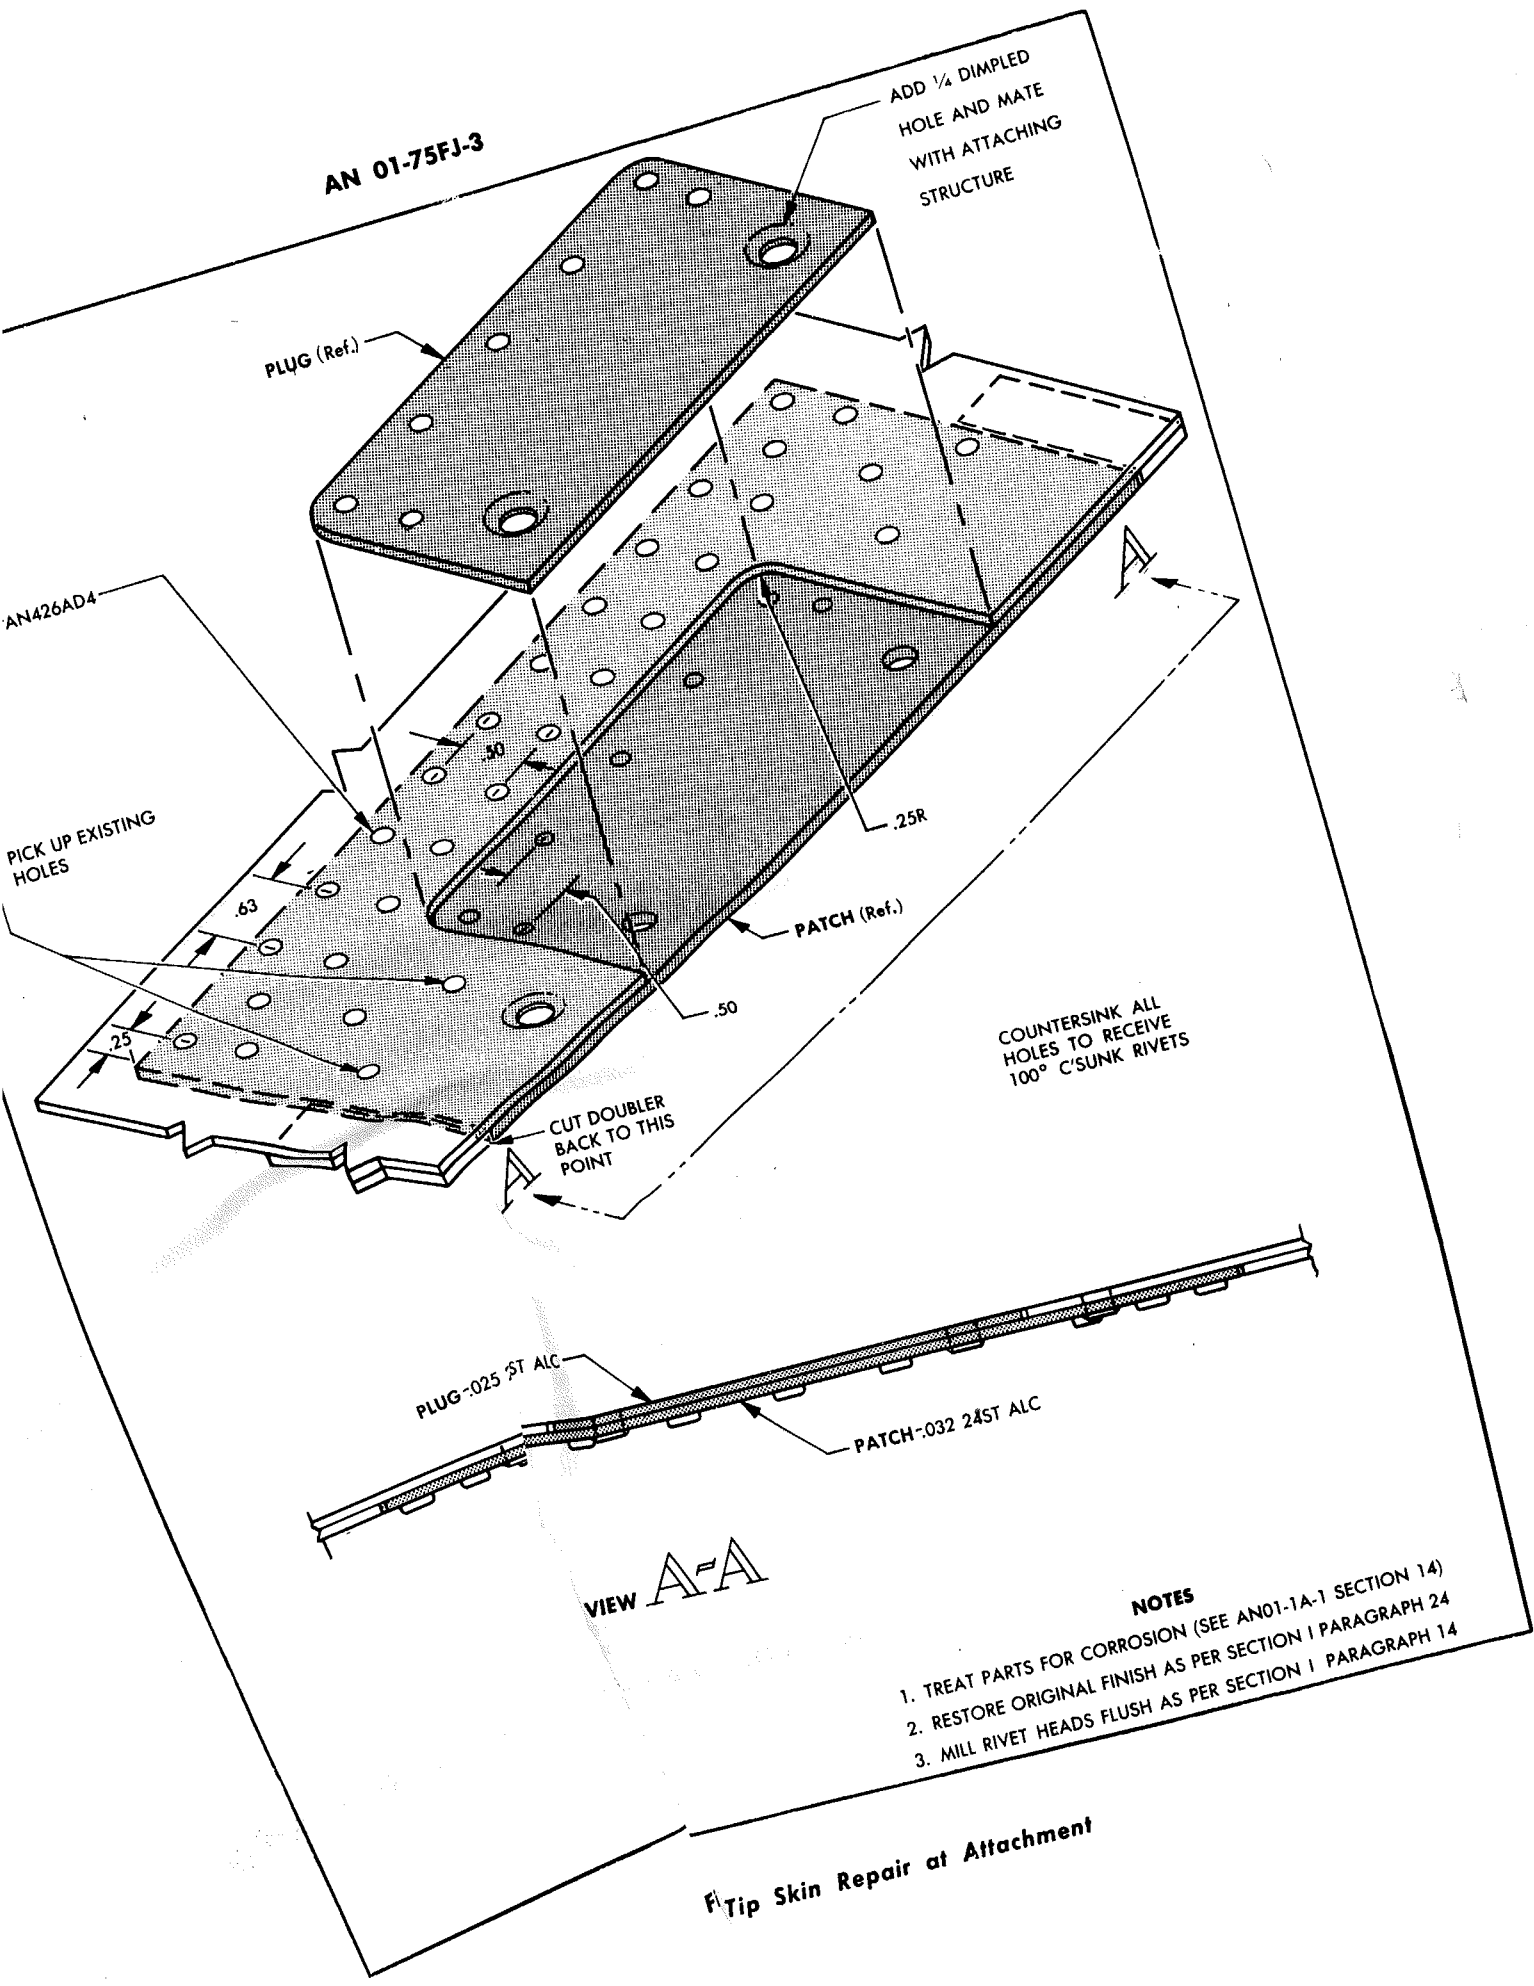 AN 01-75FJ-3
ADD ¼ DIMPLED
HOLE AND MATE
WITH ATTACHING
STRUCTURE
PLUG (Ref.)
AN426AD4
.50
PICK UP EXISTING
HOLES
.63
.25
.25R
PATCH (Ref.)
.50
COUNTERSINK ALL
HOLES TO RECEIVE
100° C'SUNK RIVETS
CUT DOUBLER
BACK TO THIS
POINT
A
A
PLUG-.025 ST ALC
PATCH-.032 24ST ALC
VIEW A-A
NOTES
1. TREAT PARTS FOR CORROSION (SEE AN01-1A-1 SECTION 14)
2. RESTORE ORIGINAL FINISH AS PER SECTION I PARAGRAPH 24
3. MILL RIVET HEADS FLUSH AS PER SECTION I PARAGRAPH 14
Tip Skin Repair at Attachment